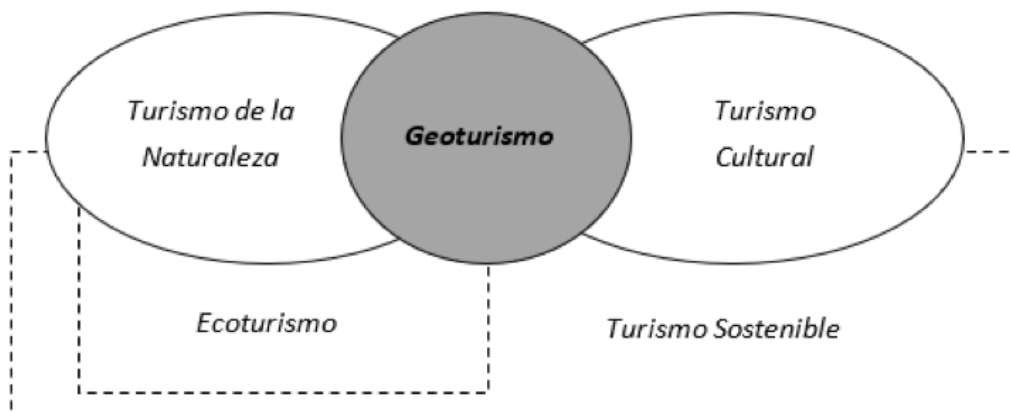 Turismo de la
Naturaleza
Geoturismo
Turismo
Cultural
Ecoturismo
Turismo Sostenible